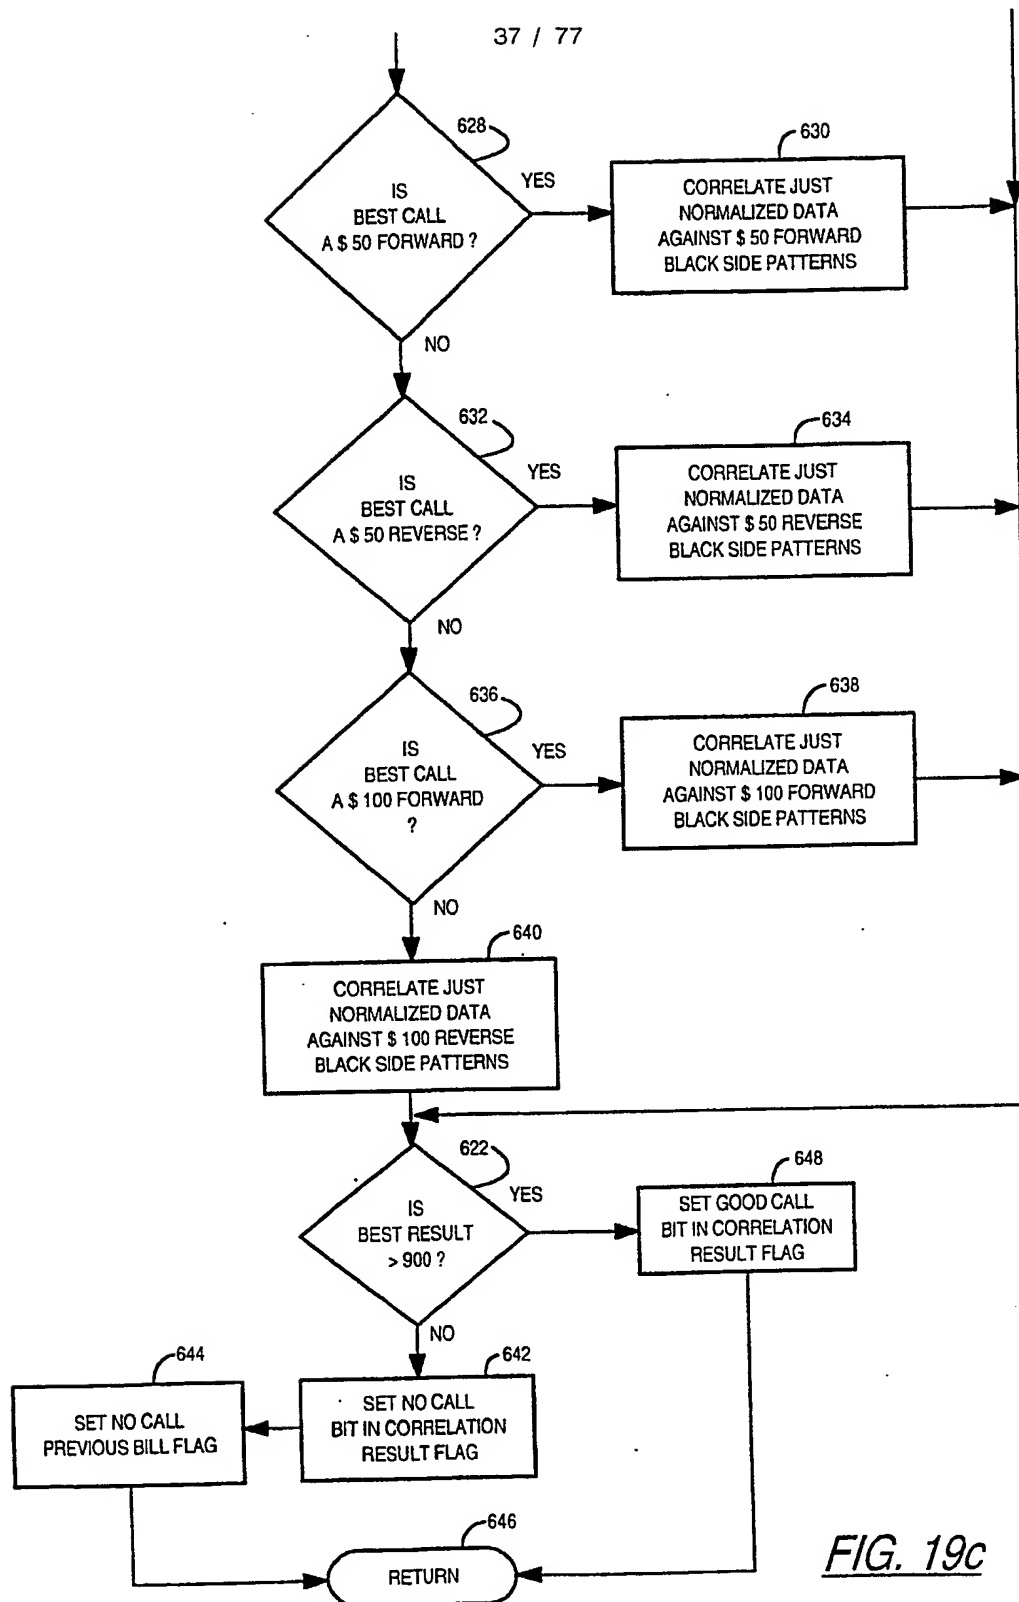 37 / 77
628
IS
BEST CALL
A $ 50 FORWARD ?
YES
630
CORRELATE JUST
NORMALIZED DATA
AGAINST $ 50 FORWARD
BLACK SIDE PATTERNS
NO
632
IS
BEST CALL
A $ 50 REVERSE ?
YES
634
CORRELATE JUST
NORMALIZED DATA
AGAINST $ 50 REVERSE
BLACK SIDE PATTERNS
NO
636
IS
BEST CALL
A $ 100 FORWARD
?
YES
638
CORRELATE JUST
NORMALIZED DATA
AGAINST $ 100 FORWARD
BLACK SIDE PATTERNS
NO
640
CORRELATE JUST
NORMALIZED DATA
AGAINST $ 100 REVERSE
BLACK SIDE PATTERNS
622
IS
BEST RESULT
> 900 ?
YES
648
SET GOOD CALL
BIT IN CORRELATION
RESULT FLAG
NO
642
SET NO CALL
BIT IN CORRELATION
RESULT FLAG
644
SET NO CALL
PREVIOUS BILL FLAG
646
RETURN
FIG. 19c